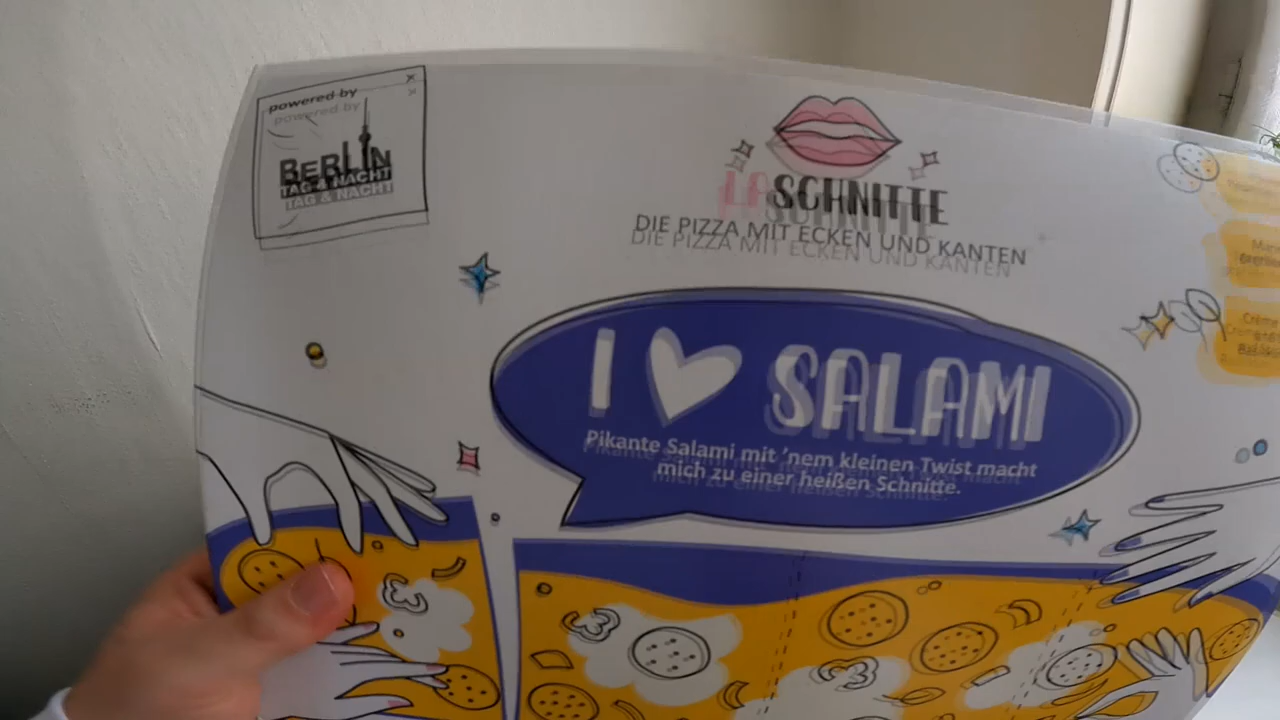 powered by
BERLIN
TAG & NACHT
LA SCHNITTE
DIE PIZZA MIT ECKEN UND KANTEN
I SALAMI
Pikante Salami mit 'nem kleinen Twist macht
mich zu einer heißen Schnitte.